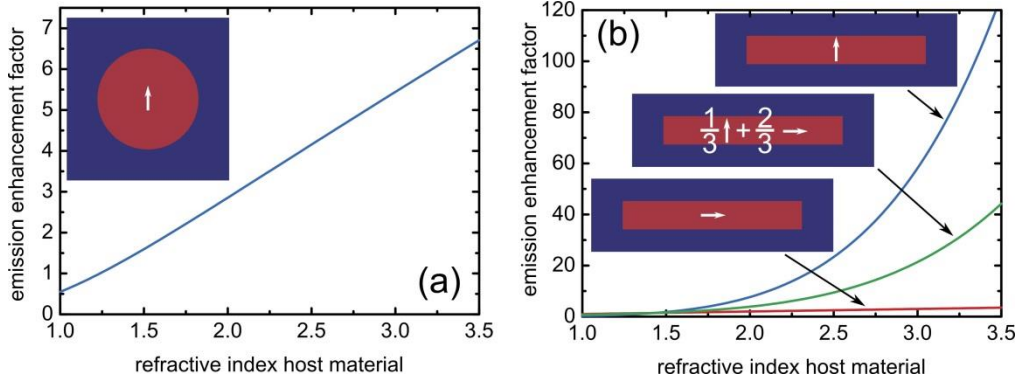 7
6
5
4
3
2
1
0
emission enhancement factor
(a)
1.0 1.5 2.0 2.5 3.0 3.5
refractive index host material
(b)
120
100
80
60
40
20
0
emission enhancement factor
1/3 ↑ + 2/3 →
1.0 1.5 2.0 2.5 3.0 3.5
refractive index host material